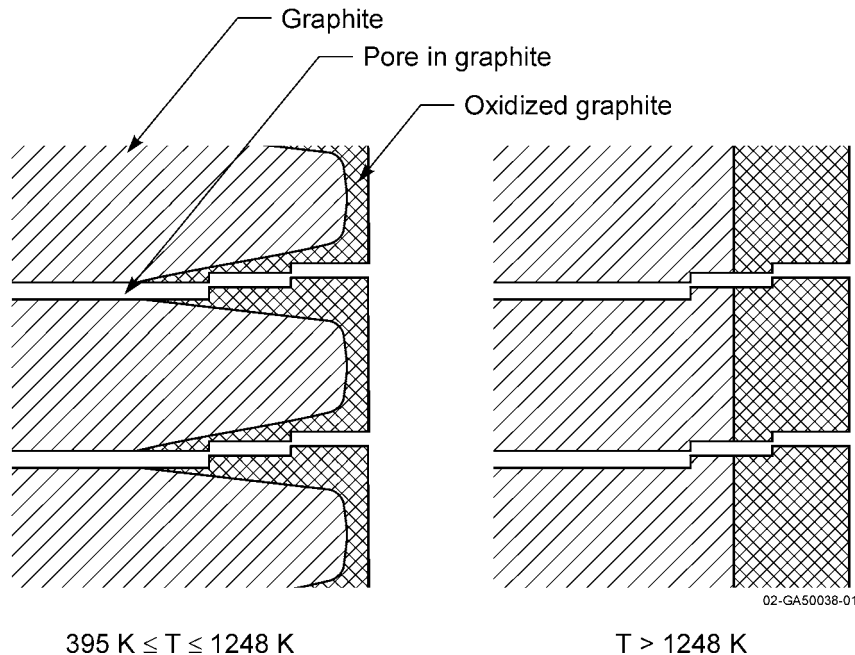 Graphite
Pore in graphite
Oxidized graphite
02-GA50038-01
395 K ≤ T ≤ 1248 K
T > 1248 K